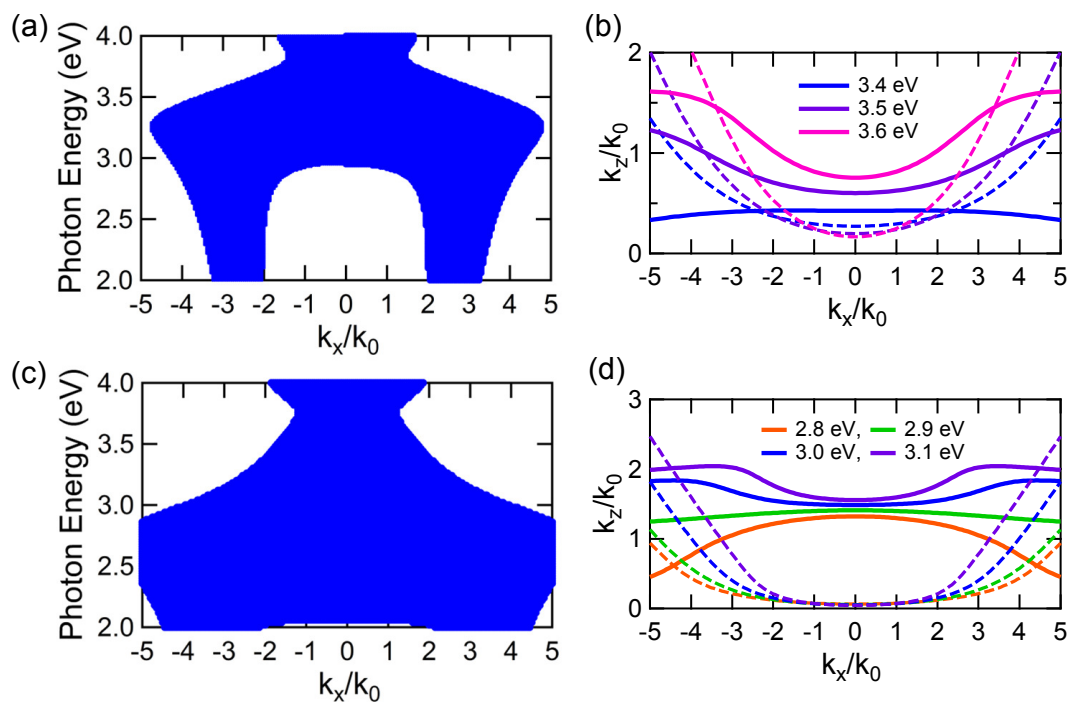 (a)
4.0
3.5
3.0
2.5
2.0
Photon Energy (eV)
-5 -4 -3 -2 -1 0 1 2 3 4 5
kx/k0
(b)
2
1
0
kz/k0
3.4 eV
3.5 eV
3.6 eV
-5 -4 -3 -2 -1 0 1 2 3 4 5
kx/k0
(c)
4.0
3.5
3.0
2.5
2.0
Photon Energy (eV)
-5 -4 -3 -2 -1 0 1 2 3 4 5
kx/k0
(d)
3
2
1
0
kz/k0
2.8 eV, 2.9 eV
3.0 eV, 3.1 eV
-5 -4 -3 -2 -1 0 1 2 3 4 5
kx/k0